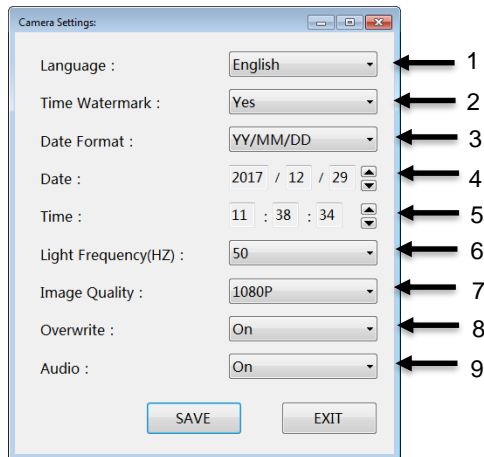 Camera Settings:
Language : English 1
Time Watermark : Yes 2
Date Format : YY/MM/DD 3
Date : 2017 / 12 / 29 4
Time : 11 : 38 : 34 5
Light Frequency(HZ) : 50 6
Image Quality : 1080P 7
Overwrite : On 8
Audio : On 9
SAVE EXIT